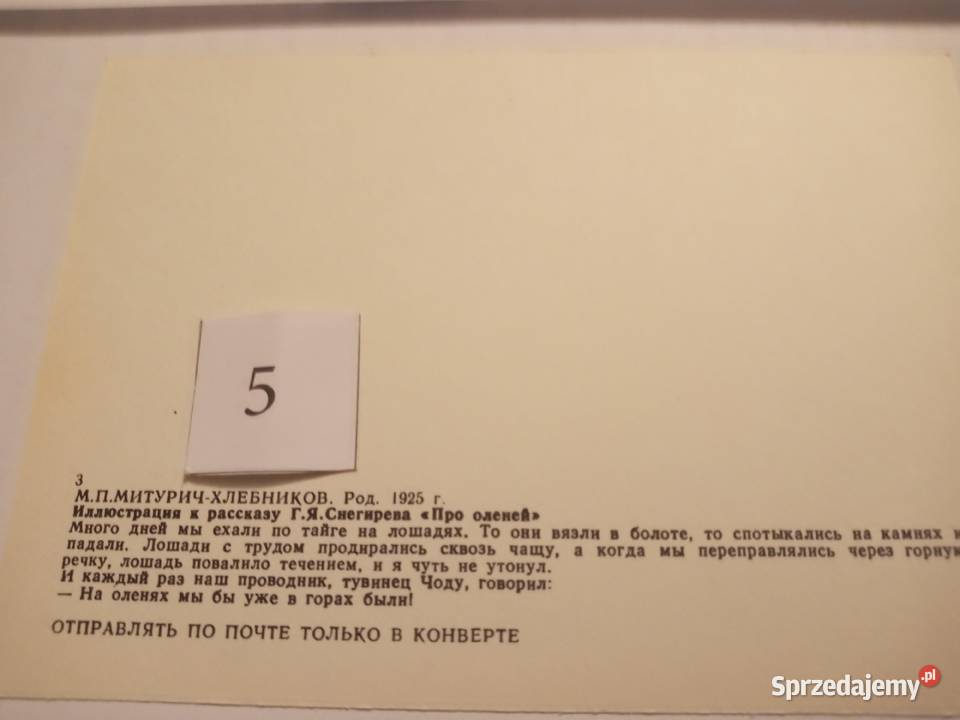 5
3
М.П.МИТУРИЧ-ХЛЕБНИКОВ. Род. 1925 г.
Иллюстрация к рассказу Г.Я.Снегирева «Про оленей»
Много дней мы ехали по тайге на лошадях. То они вязли в болоте, то спотыкались на камнях и
падали. Лошади с трудом продирались сквозь чащу, а когда мы переправлялись через горную
речку, лошадь повалило течением, и я чуть не утонул.
И каждый раз наш проводник, тувинец Чоду, говорил:
— На оленях мы бы уже в горах были!
ОТПРАВЛЯТЬ ПО ПОЧТЕ ТОЛЬКО В КОНВЕРТЕ
Sprzedajemy.pl